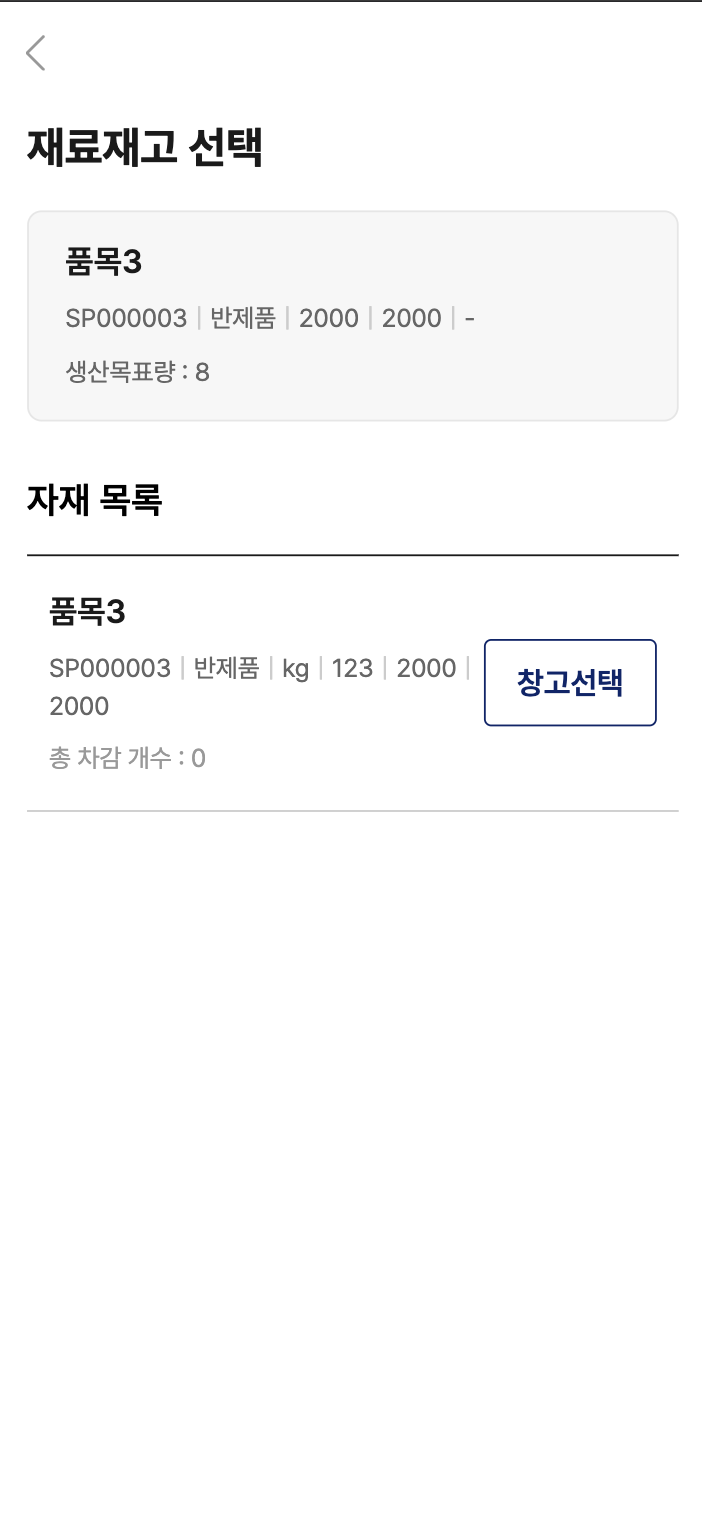 재료재고 선택
품목3
SP000003 | 반제품 | 2000 | 2000 | -
생산목표량 : 8
자재 목록
품목3
SP000003 | 반제품 | kg | 123 | 2000 |
2000
창고선택
총 차감 개수 : 0